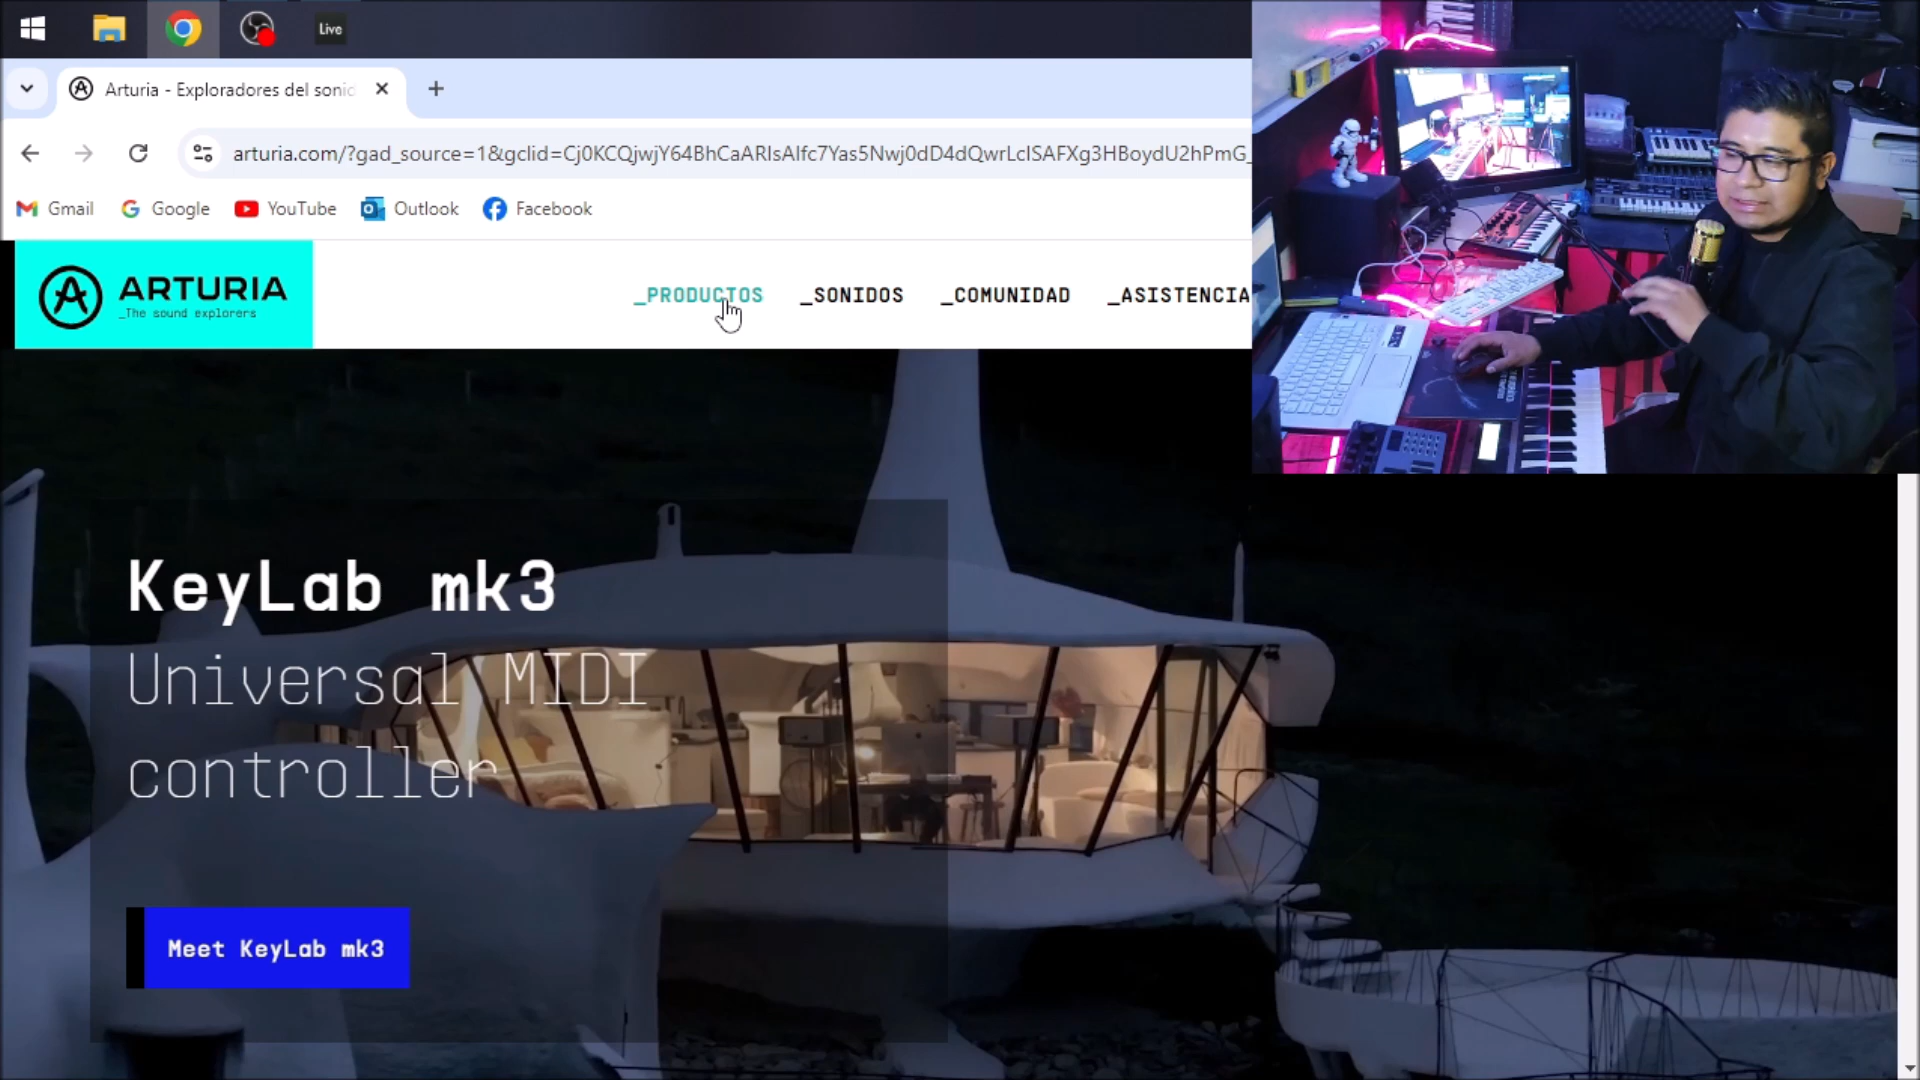 Live
Arturia - Exploradores del sonic
arturia.com/?gad_source=1&gclid=Cj0KCQjwjY64BhCaARIsAIfc7Yas5Nwj0dD4dQwrLcISAFXg3HBoydU2hPmG_
Gmail
Google
YouTube
Outlook
Facebook
ARTURIA
_The sound explorers
_PRODUCTOS
_SONIDOS
_COMUNIDAD
_ASISTENCIA
KeyLab mk3
Universal MIDI
controller
Meet KeyLab mk3